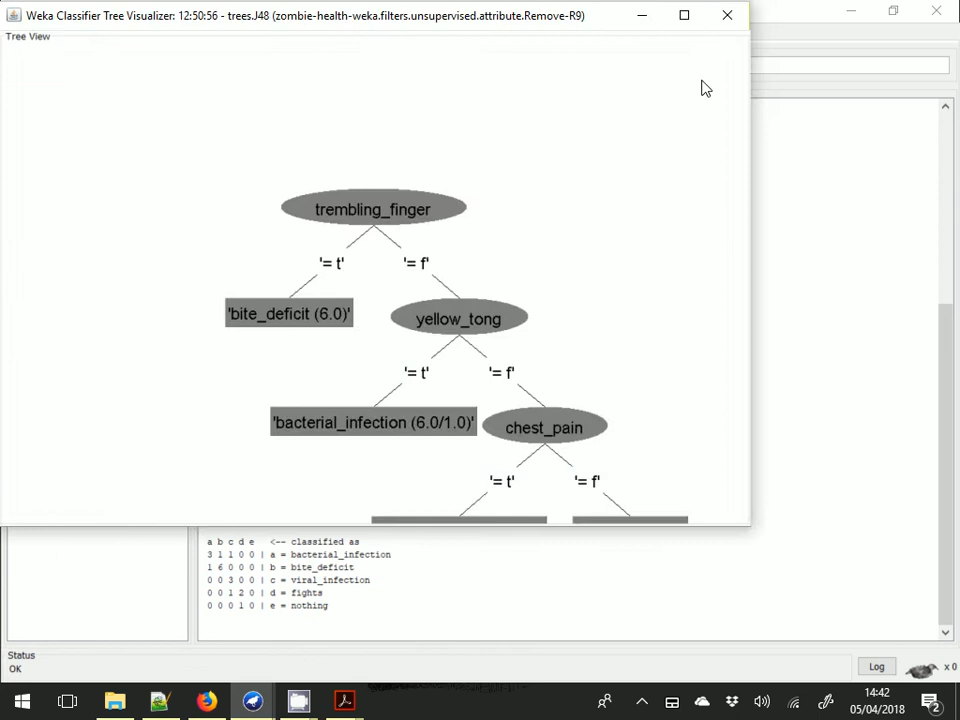 Weka Classifier Tree Visualizer: 12:50:56 - trees.J48 (zombie-health-weka.filters.unsupervised.attribute.Remove-R9)
Tree View
trembling_finger
'= t' '= f'
'bite_deficit (6.0)' yellow_tong
'= t' '= f'
'bacterial_infection (6.0/1.0)' chest_pain
'= t' '= f'
a b c d e <-- classified as
3 1 1 0 0 | a = bacterial_infection
1 6 0 0 0 | b = bite_deficit
0 0 3 0 0 | c = viral_infection
0 0 1 2 0 | d = fights
0 0 0 1 0 | e = nothing
Status
OK
Log
x 0
14:42
05/04/2018
2